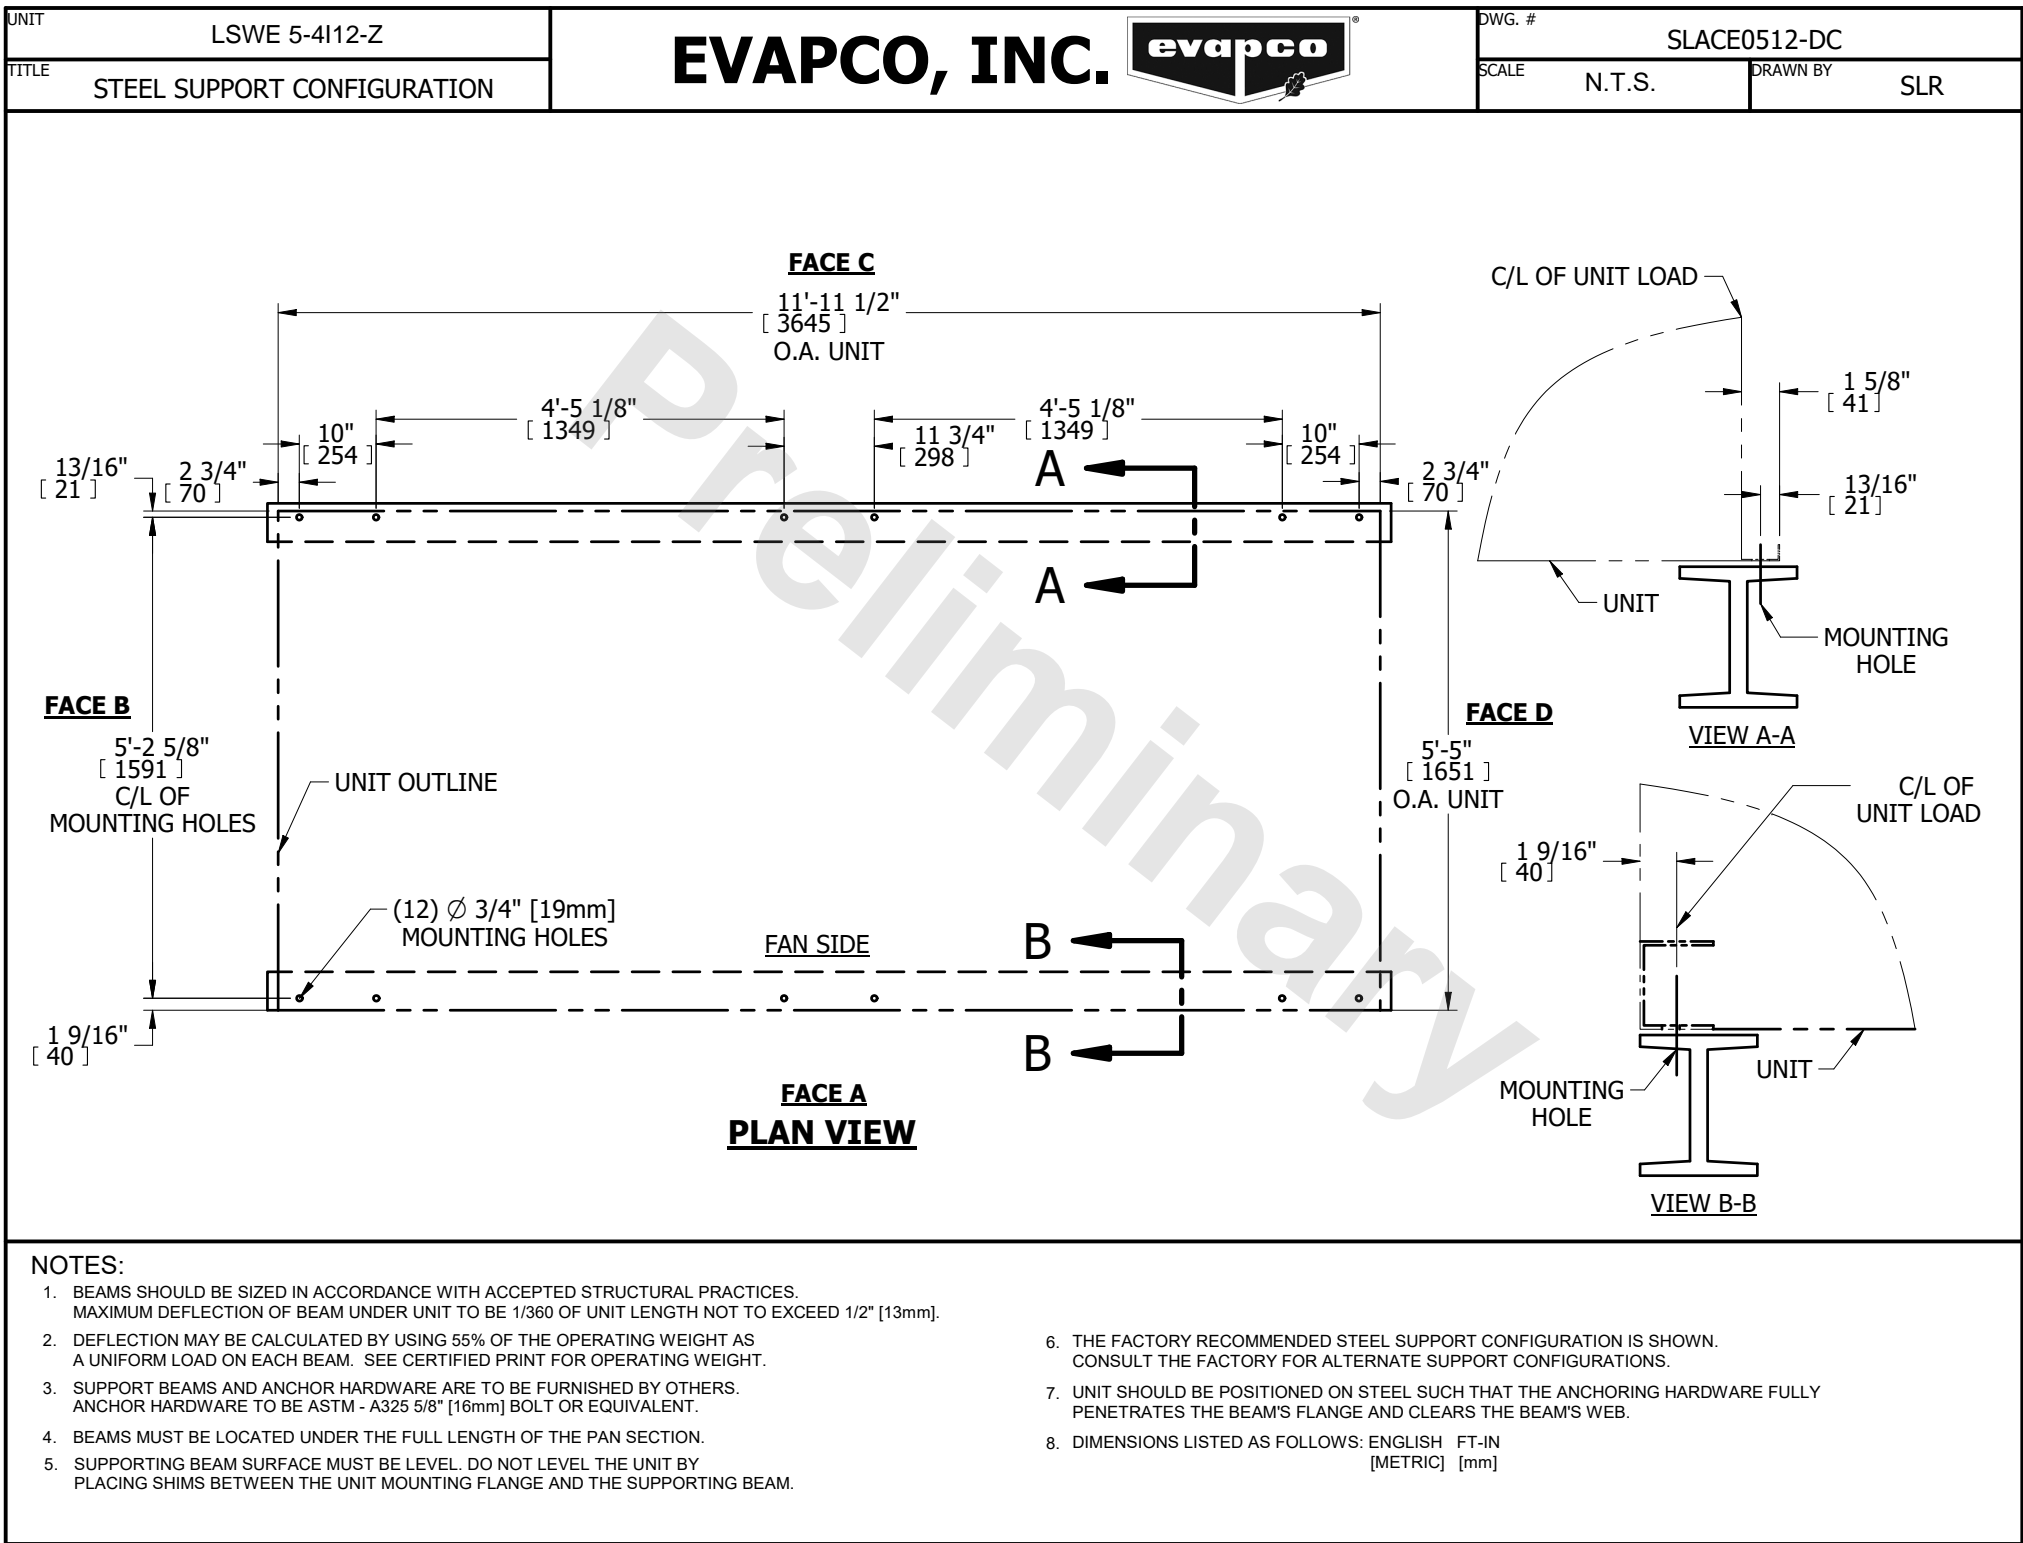 UNIT
LSWE 5-4I12-Z
TITLE
STEEL SUPPORT CONFIGURATION
EVAPCO, INC.
evapco
®
DWG. #
SLACE0512-DC
SCALE
N.T.S.
DRAWN BY
SLR
FACE C
11'-11 1/2"
[ 3645 ]
O.A. UNIT
4'-5 1/8"
[ 1349 ]
4'-5 1/8"
[ 1349 ]
10"
[ 254 ]
11 3/4"
[ 298 ]
10"
[ 254 ]
13/16"
[ 21 ]
2 3/4"
[ 70 ]
2 3/4"
[ 70 ]
A
A
FACE B
5'-2 5/8"
[ 1591 ]
C/L OF
MOUNTING HOLES
UNIT OUTLINE
FACE D
5'-5"
[ 1651 ]
O.A. UNIT
(12) Ø 3/4" [19mm]
MOUNTING HOLES
FAN SIDE
B
B
1 9/16"
[ 40 ]
FACE A
PLAN VIEW
Preliminary
C/L OF UNIT LOAD
1 5/8"
[ 41 ]
13/16"
[ 21 ]
UNIT
MOUNTING
HOLE
VIEW A-A
C/L OF
UNIT LOAD
1 9/16"
[ 40 ]
UNIT
MOUNTING
HOLE
VIEW B-B
NOTES:
1. BEAMS SHOULD BE SIZED IN ACCORDANCE WITH ACCEPTED STRUCTURAL PRACTICES.
MAXIMUM DEFLECTION OF BEAM UNDER UNIT TO BE 1/360 OF UNIT LENGTH NOT TO EXCEED 1/2" [13mm].
2. DEFLECTION MAY BE CALCULATED BY USING 55% OF THE OPERATING WEIGHT AS
A UNIFORM LOAD ON EACH BEAM. SEE CERTIFIED PRINT FOR OPERATING WEIGHT.
3. SUPPORT BEAMS AND ANCHOR HARDWARE ARE TO BE FURNISHED BY OTHERS.
ANCHOR HARDWARE TO BE ASTM - A325 5/8" [16mm] BOLT OR EQUIVALENT.
4. BEAMS MUST BE LOCATED UNDER THE FULL LENGTH OF THE PAN SECTION.
5. SUPPORTING BEAM SURFACE MUST BE LEVEL. DO NOT LEVEL THE UNIT BY
PLACING SHIMS BETWEEN THE UNIT MOUNTING FLANGE AND THE SUPPORTING BEAM.
6. THE FACTORY RECOMMENDED STEEL SUPPORT CONFIGURATION IS SHOWN.
CONSULT THE FACTORY FOR ALTERNATE SUPPORT CONFIGURATIONS.
7. UNIT SHOULD BE POSITIONED ON STEEL SUCH THAT THE ANCHORING HARDWARE FULLY
PENETRATES THE BEAM'S FLANGE AND CLEARS THE BEAM'S WEB.
8. DIMENSIONS LISTED AS FOLLOWS: ENGLISH FT-IN
[METRIC] [mm]